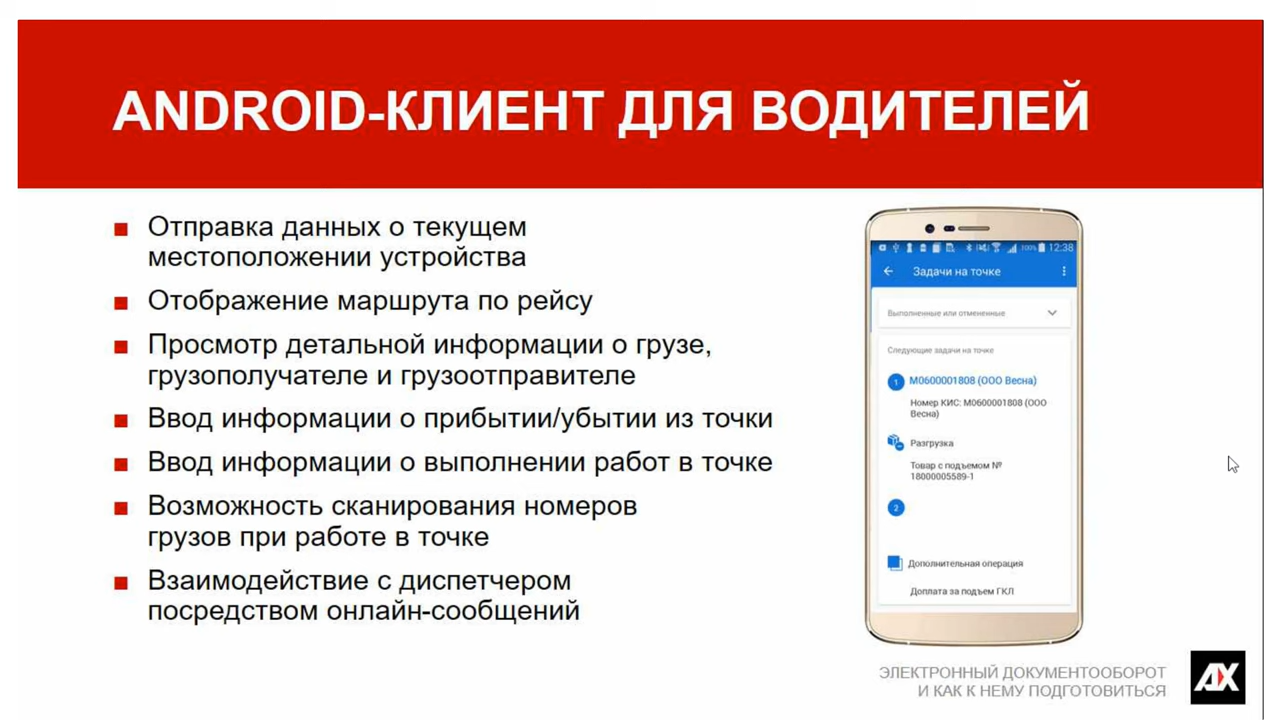 ANDROID-КЛИЕНТ ДЛЯ ВОДИТЕЛЕЙ
Отправка данных о текущем
местоположении устройства
Отображение маршрута по рейсу
Просмотр детальной информации о грузе,
грузополучателе и грузоотправителе
Ввод информации о прибытии/убытии из точки
Ввод информации о выполнении работ в точке
Возможность сканирования номеров
грузов при работе в точке
Взаимодействие с диспетчером
посредством онлайн-сообщений
100% 12:38
Задачи на точке
Выполненные или отмененные
Следующие задачи на точке
1 М0600001808 (ООО Весна)
Номер КИС: М0600001808 (ООО
Весна)
Разгрузка
Товар с подъемом №
18000005589-1
2
Дополнительная операция
Доплата за подъем ГКЛ
ЭЛЕКТРОННЫЙ ДОКУМЕНТООБОРОТ
И КАК К НЕМУ ПОДГОТОВИТЬСЯ
AX